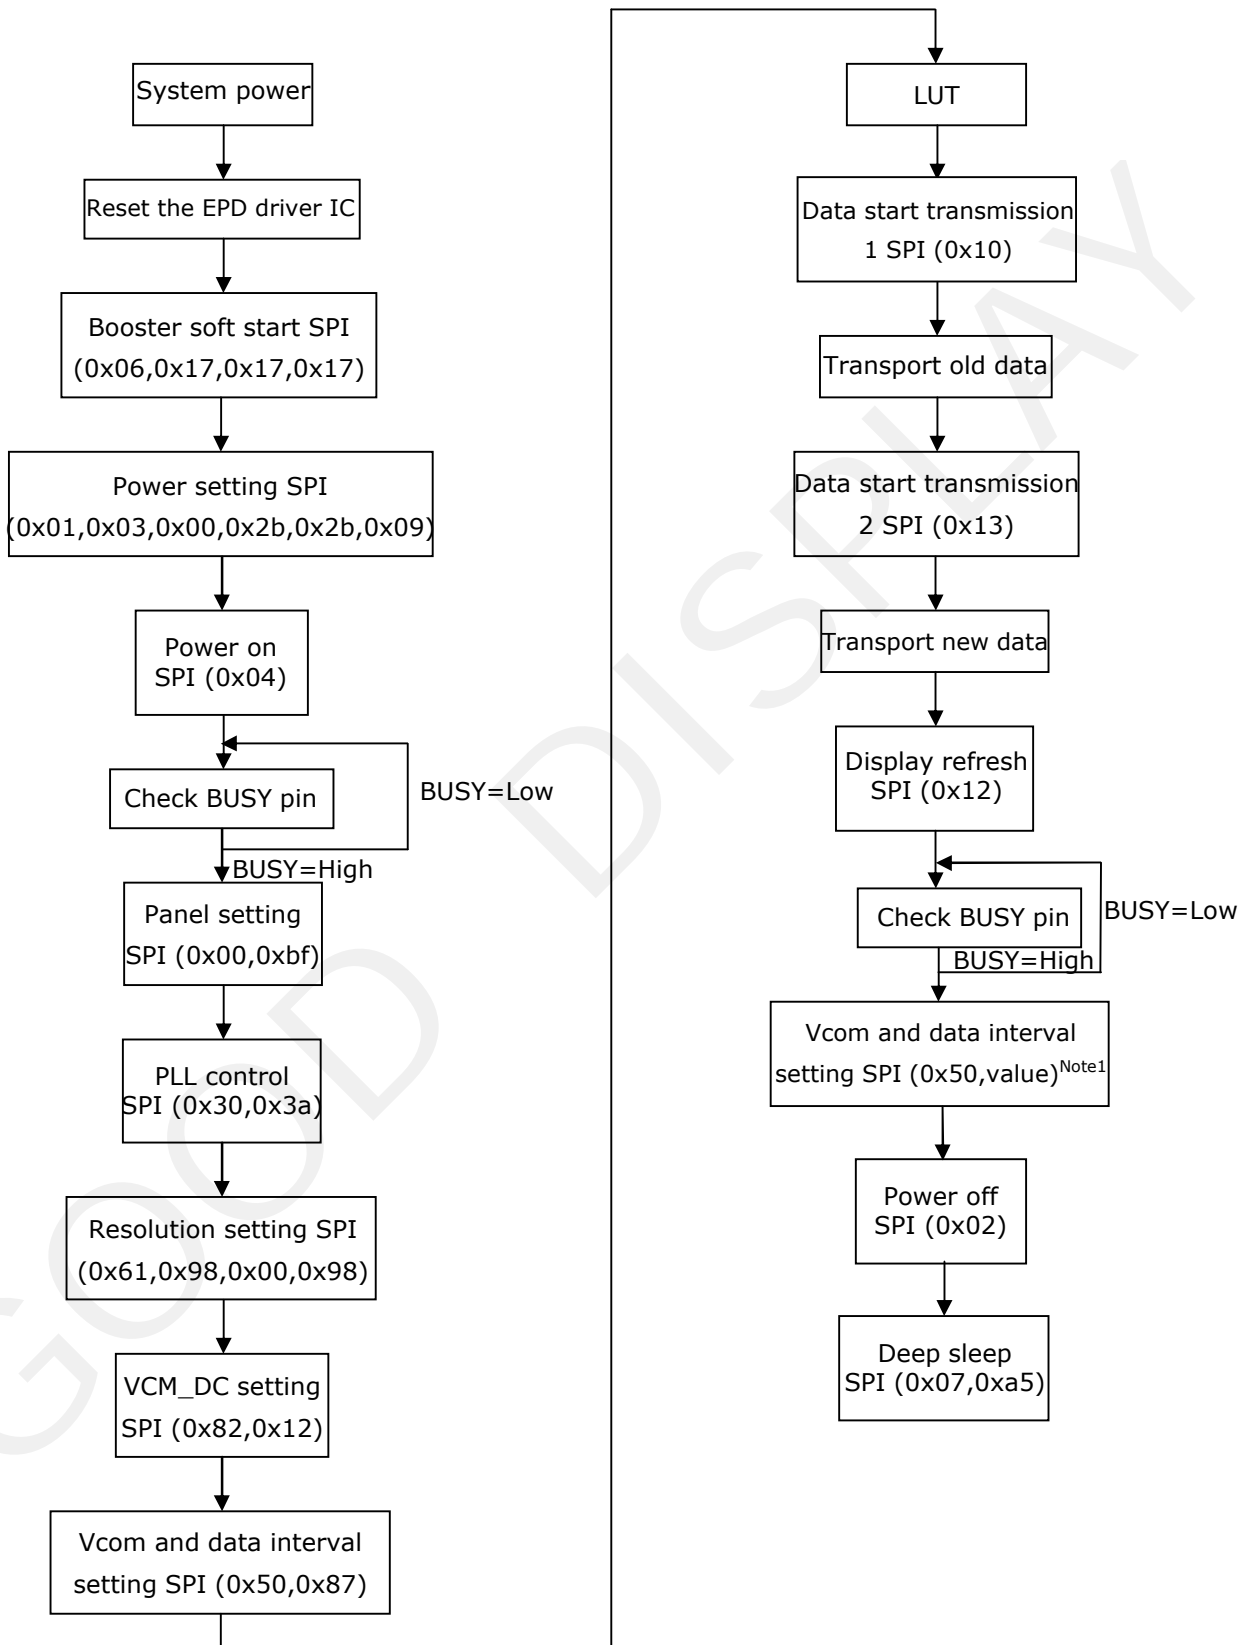 System power
Reset the EPD driver IC
Booster soft start SPI
(0x06,0x17,0x17,0x17)
Power setting SPI
(0x01,0x03,0x00,0x2b,0x2b,0x09)
Power on
SPI (0x04)
Check BUSY pin
BUSY=Low
BUSY=High
Panel setting
SPI (0x00,0xbf)
PLL control
SPI (0x30,0x3a)
Resolution setting SPI
(0x61,0x98,0x00,0x98)
VCM_DC setting
SPI (0x82,0x12)
Vcom and data interval
setting SPI (0x50,0x87)
LUT
Data start transmission
1 SPI (0x10)
Transport old data
Data start transmission
2 SPI (0x13)
Transport new data
Display refresh
SPI (0x12)
Check BUSY pin
BUSY=Low
BUSY=High
Vcom and data interval
setting SPI (0x50,value)Note1
Power off
SPI (0x02)
Deep sleep
SPI (0x07,0xa5)
GOOD DISPLAY